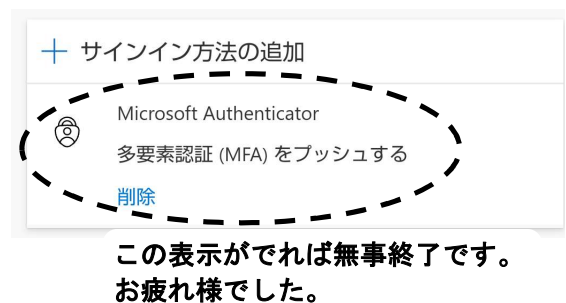 + サインイン方法の追加
Microsoft Authenticator
多要素認証 (MFA) をプッシュする
削除
この表示がでれば無事終了です。
お疲れ様でした。